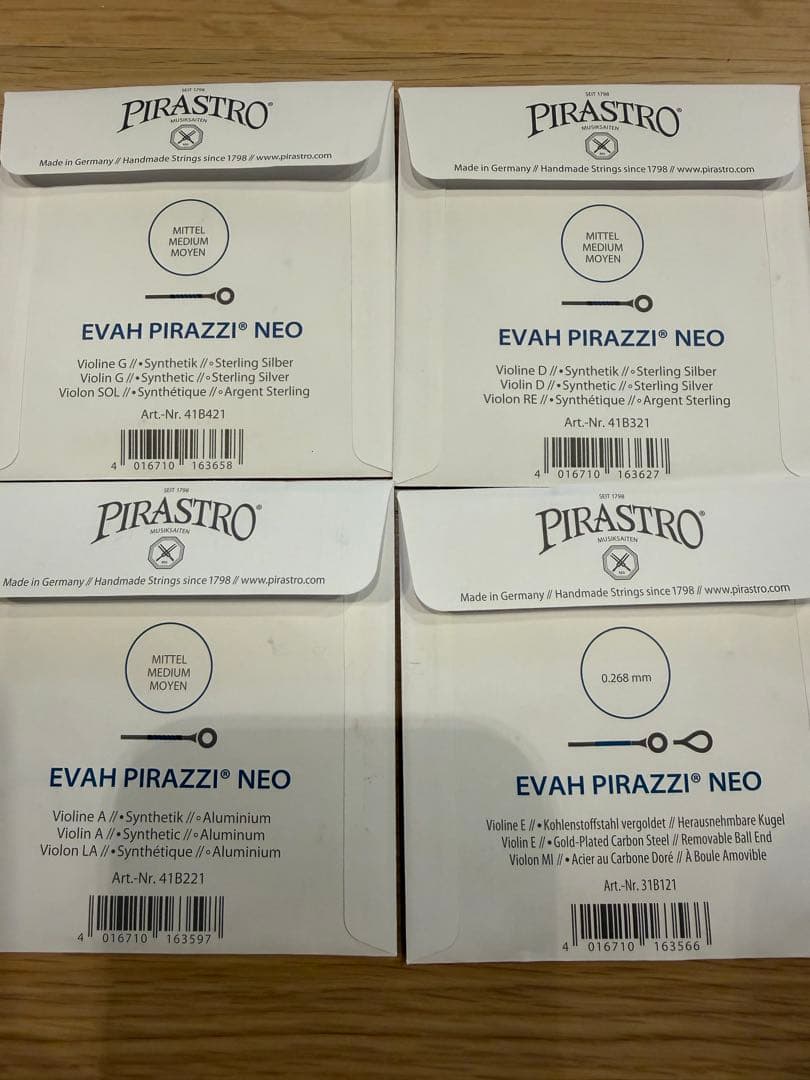 SEIT 1798
PIRASTRO®
MUSIKSAITEN
Made in Germany // Handmade Strings since 1798 // www.pirastro.com
MITTEL
MEDIUM
MOYEN
EVAH PIRAZZI® NEO
Violine G //•Synthetik //∘Sterling Silber
Violin G //•Synthetic //∘Sterling Silver
Violon SOL //•Synthétique //∘Argent Sterling
Art.-Nr. 41B421
4 016710 163658
SEIT 1798
PIRASTRO®
MUSIKSAITEN
Made in Germany // Handmade Strings since 1798 // www.pirastro.com
MITTEL
MEDIUM
MOYEN
EVAH PIRAZZI® NEO
Violine D //•Synthetik //∘Sterling Silber
Violin D //•Synthetic //∘Sterling Silver
Violon RE //•Synthétique //∘Argent Sterling
Art.-Nr. 41B321
4 016710 163627
SEIT 1798
PIRASTRO®
MUSIKSAITEN
Made in Germany // Handmade Strings since 1798 // www.pirastro.com
MITTEL
MEDIUM
MOYEN
EVAH PIRAZZI® NEO
Violine A //•Synthetik //∘Aluminium
Violin A //•Synthetic //∘Aluminum
Violon LA //•Synthétique //∘Aluminium
Art.-Nr. 41B221
4 016710 163597
SEIT 1798
PIRASTRO®
MUSIKSAITEN
Made in Germany // Handmade Strings since 1798 // www.pirastro.com
0.268 mm
EVAH PIRAZZI® NEO
Violine E //•Kohlenstoffstahl vergoldet // Herausnehmbare Kugel
Violin E //•Gold-Plated Carbon Steel // Removable Ball End
Violon MI //•Acier au Carbone Doré // À Boule Amovible
Art.-Nr. 31B121
4 016710 163566